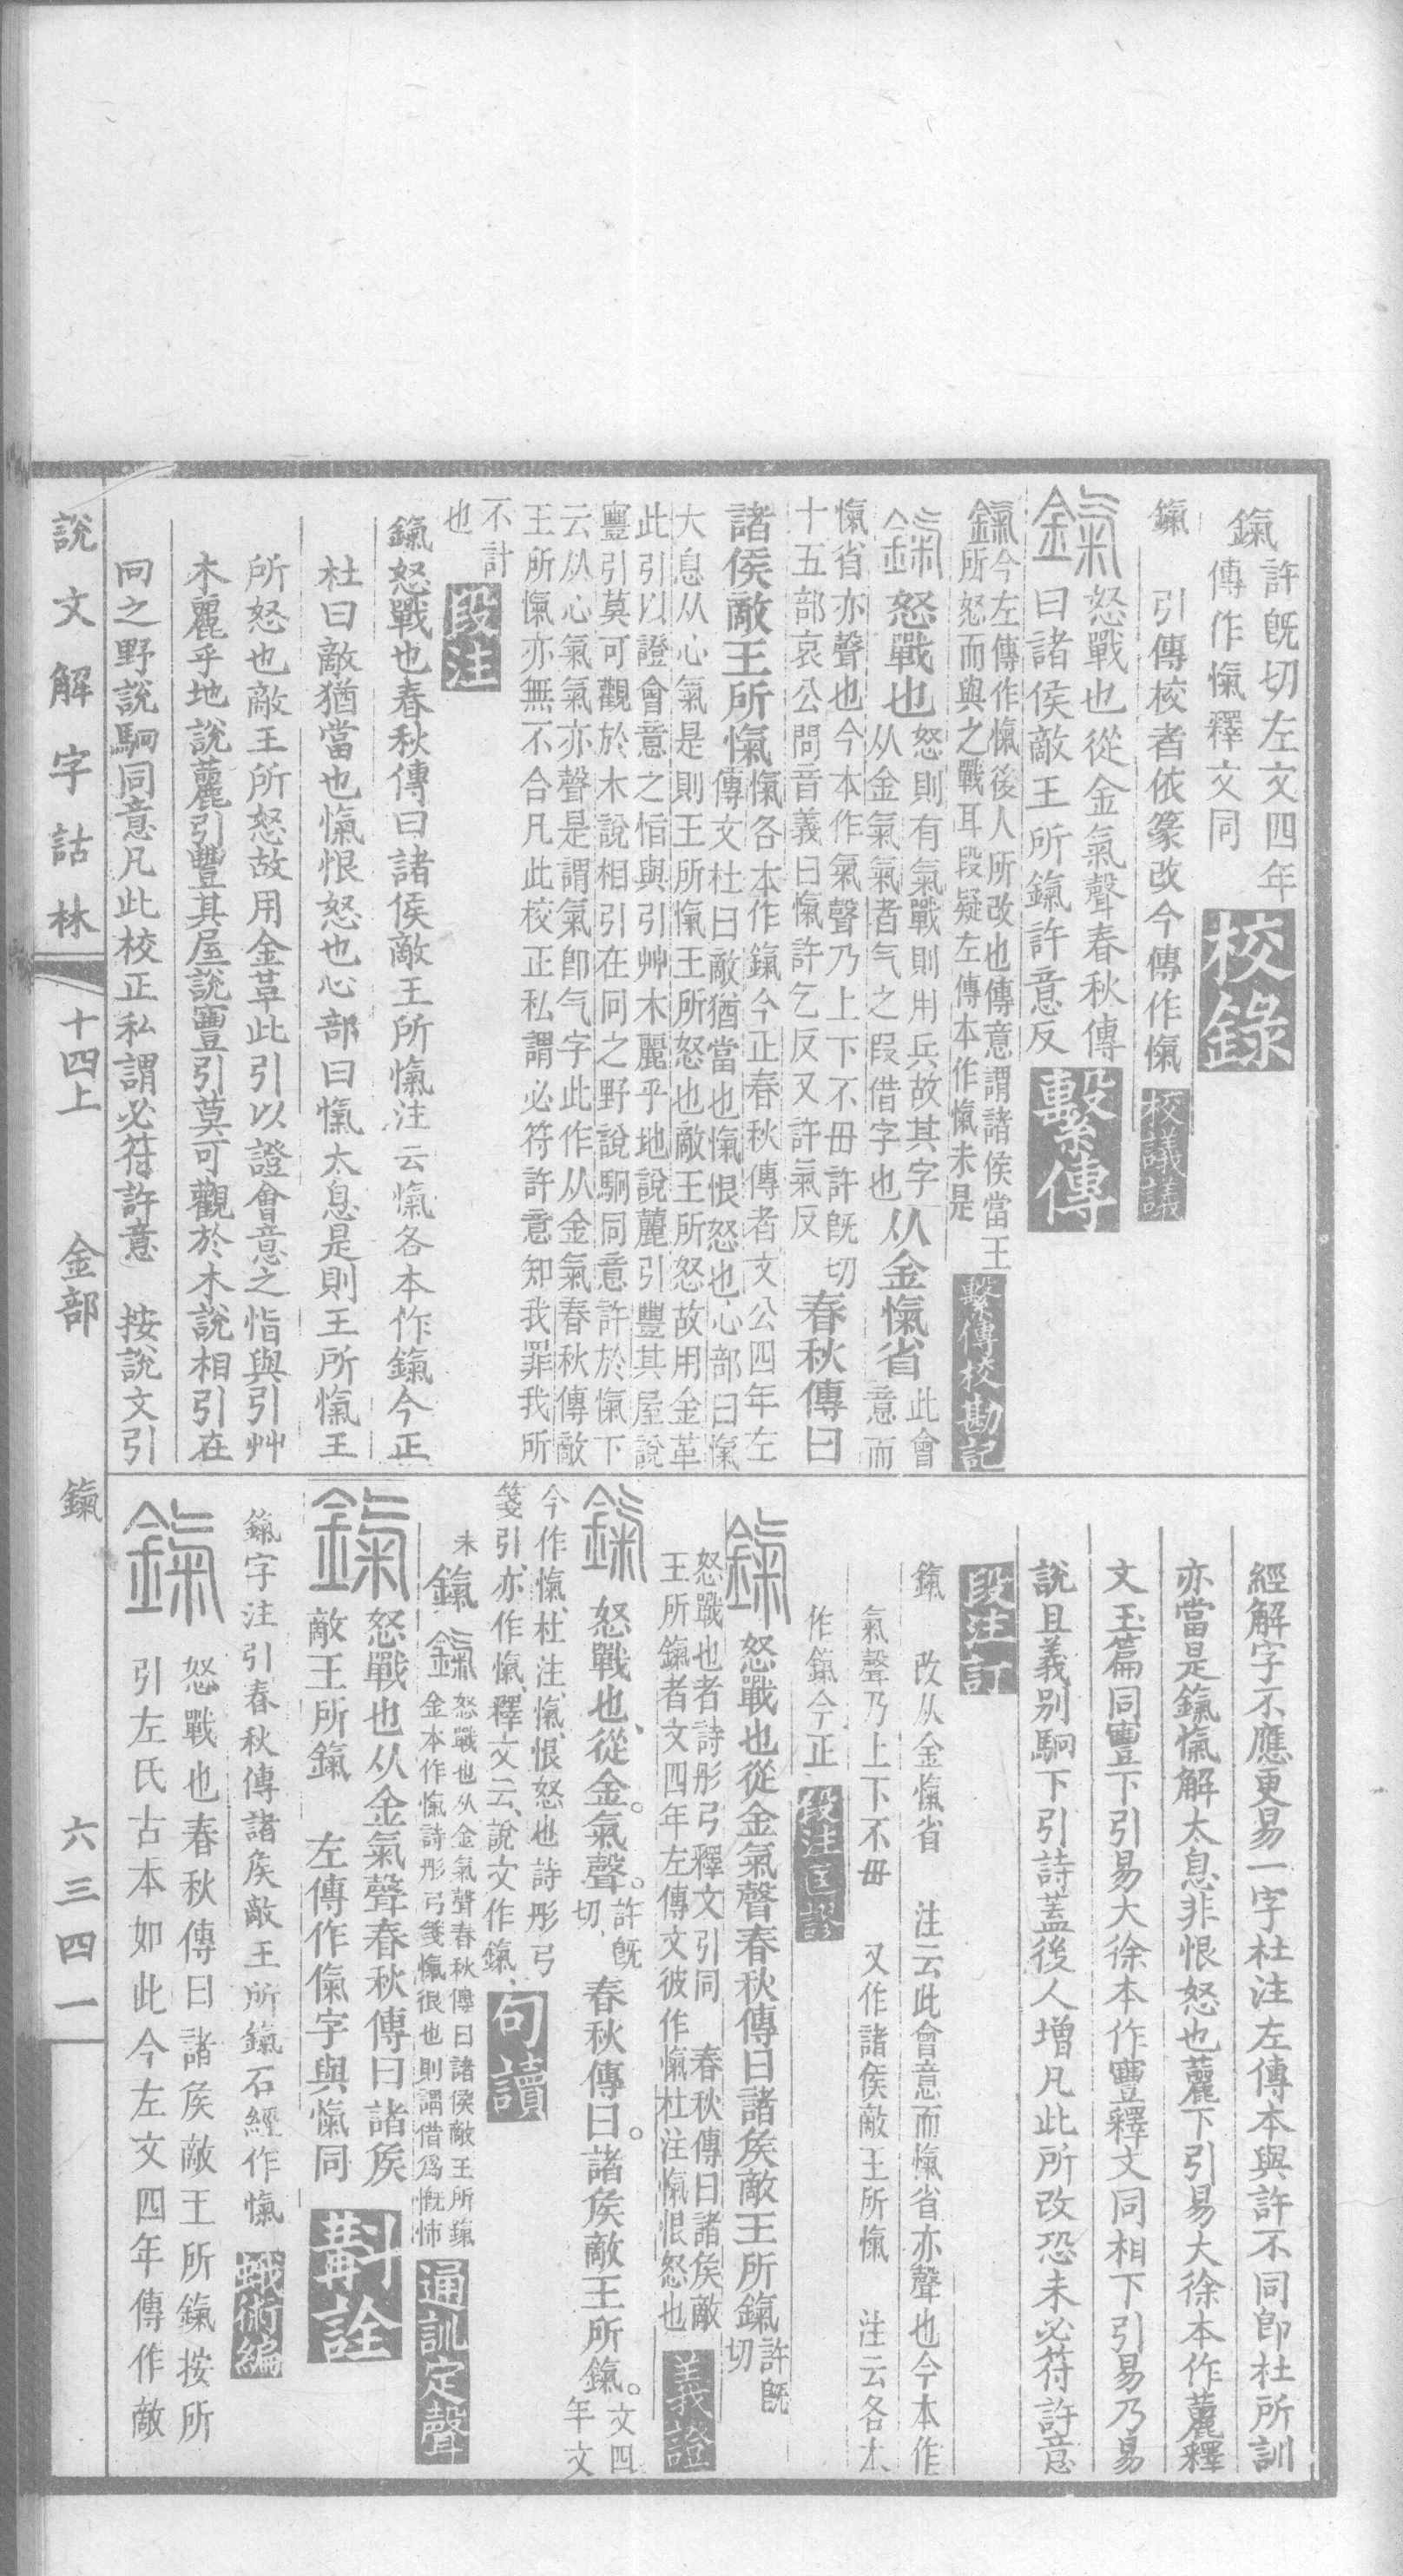 鎎許旣切左文四年
傳作愾釋文同
校錄
鎎
引傳校者依篆改今傳作愾
校議議
鎎怒戰也從金氣聲春秋傳
曰諸侯敵王所鎎許意反
繫傳
鎎今左傳作愾後人所改也傳意謂諸侯當王
所怒而與之戰耳段疑左傳本作愾未是
繫傳校勘記
鎎怒戰也
怒則有氣戰則用兵故其字
从金氣氣者气之叚借字也
从金愾省
此會
意而
愾省亦聲也今本作氣聲乃上下不毌許旣切
十五部哀公問音義曰愾許乞反又許氣反
春秋傳曰
諸侯敵王所愾
愾各本作鎎今正春秋傳者文公四年左
傳文杜曰敵猶當也愾恨怒也心部曰愾
大息从心氣是則王所愾王所怒也敵王所怒故用金革
此引以證會意之恉與引艸木麗乎地說蘪引豐其屋說
寷引莫可觀於木說相引在冋之野說駉同意許於愾下
云从心氣氣亦聲是謂氣卽气字此作从金氣春秋傳敵
王所愾亦無不合凡此校正私謂必符許意知我罪我所
不計
也
段注
鎎怒戰也春秋傳曰諸侯敵王所愾注云愾各本作鎎今正
杜曰敵猶當也愾恨怒也心部曰愾太息是則王所愾王
所怒也敵王所怒故用金革此引以證會意之恉與引艸
木麗乎地說蘪引豐其屋說寷引莫可觀於木說相引在
冋之野說駉同意凡此校正私謂必符許意　按說文引
經解字不應更易一字杜注左傳本與許不同卽杜所訓
亦當是鎎愾解太息非恨怒也蘪下引易大徐本作麗釋
文玉篇同寷下引易大徐本作豐釋文同相下引易乃易
說且義別駉下引詩蓋後人增凡此所改恐未必符許意
段注訂
鎎　改从金愾省　注云此會意而愾省亦聲也今本作
氣聲乃上下不毌　又作諸侯敵王所愾　注云各本
作鎎今正
段注匡謬
鎎怒戰也從金氣聲春秋傳曰諸矦敵王所鎎
許旣
切
怒戰也者詩彤弓釋文引同　春秋傳曰諸矦敵
王所鎎者文四年左傳文彼作愾杜注愾恨怒也
義證
鎎怒戰也、從金。氣聲。
許旣
切、
春秋傳曰。諸矦敵王所鎎。
文四
年文
今作愾、杜注、愾、恨怒也詩彤弓
箋引、亦作愾、釋文云、說文作鎎、
句讀
未
鎎鎎怒戰也从金氣聲春秋傳曰諸侯敵王所鎎
今本作愾詩彤弓箋愾很也則謂借爲慨怖
通訓定聲
鎎怒戰也从金氣聲春秋傳曰諸矦
敵王所鎎　左傳作愾字與愾同
斠詮
鎎字注引春秋傳諸矦敵王所鎎石經作愾
蛾術編
鎎怒戰也春秋傳曰諸矦敵王所鎎按所
引左氏古本如此今左文四年傳作敵
說文解字詁林
十四上
金部
鎎
六三四一